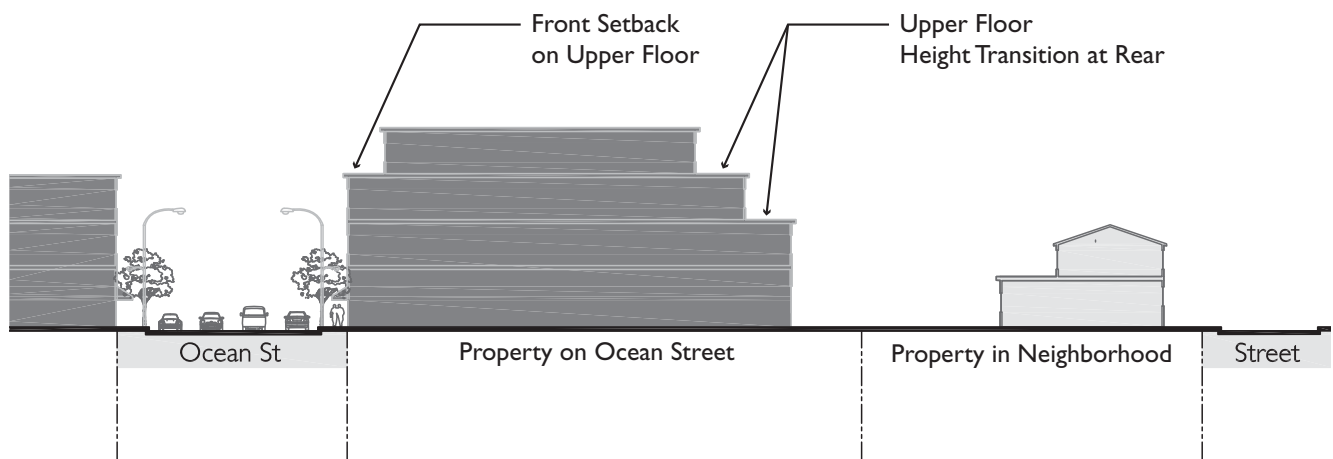 Front Setback
on Upper Floor
Upper Floor
Height Transition at Rear
Ocean St
Property on Ocean Street
Property in Neighborhood
Street